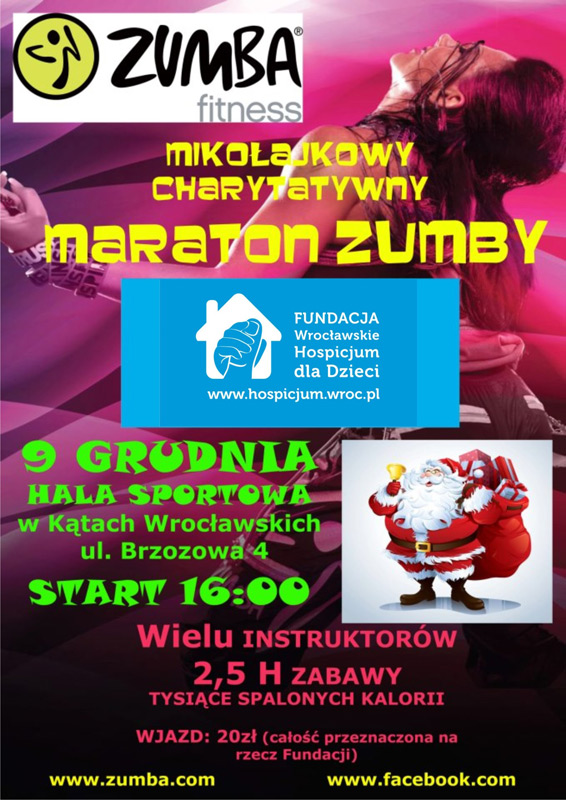 ZUMBA®
fitness
MIKOŁAJKOWY
CHARYTATYWNY
MARATON ZUMBY
FUNDACJA
Wrocławskie
Hospicjum
dla Dzieci
www.hospicjum.wroc.pl
9 GRUDNIA
HALA SPORTOWA
w Kątach Wrocławskich
ul. Brzozowa 4
START 16:00
Wielu INSTRUKTORÓW
2,5 H ZABAWY
TYSIĄCE SPALONYCH KALORII
WJAZD: 20zł (całość przeznaczona na
rzecz Fundacji)
www.zumba.com
www.facebook.com